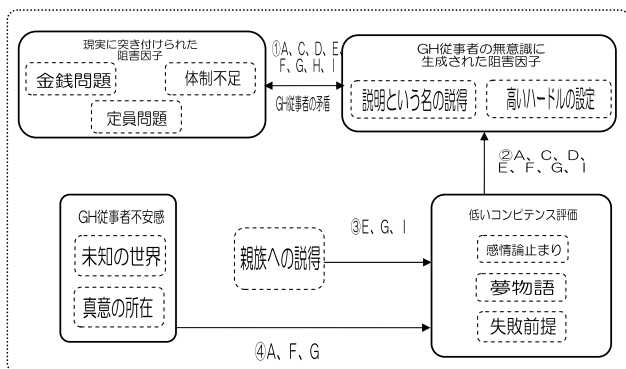 現実に突き付けられた
阻害因子
金銭問題
体制不足
定員問題
①A、C、D、E、
F、G、H、I
GH従事者の矛盾
GH従事者の無意識に
生成された阻害因子
説明という名の説得
高いハードルの設定
②A、C、D、
E、F、G、I
GH従事者不安感
未知の世界
真意の所在
親族への説得
③E、G、I
低いコンピテンス評価
感情論止まり
夢物語
失敗前提
④A、F、G